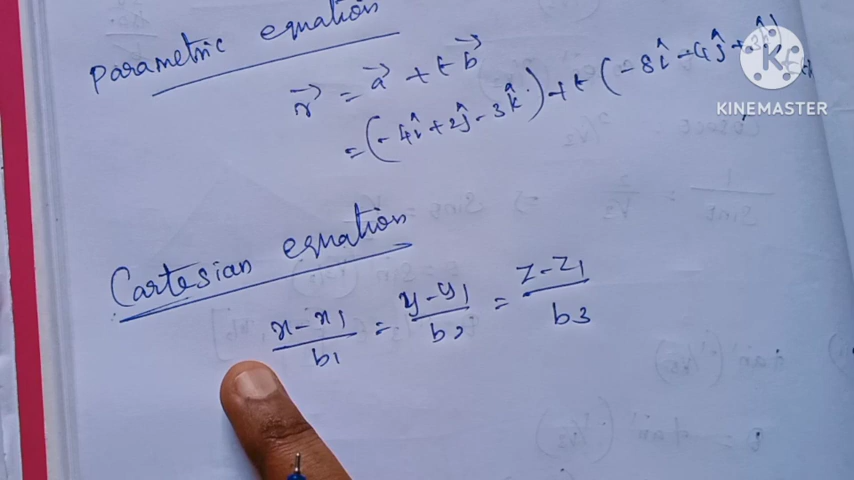 Parametric equation
r⃗ = a⃗ + t b⃗
= (-4î + 2ĵ - 3k̂) + t (-8î - 4ĵ +
KINEMASTER
Cartesian equation
x - x1 / b1 = y - y1 / b2 = z - z1 / b3